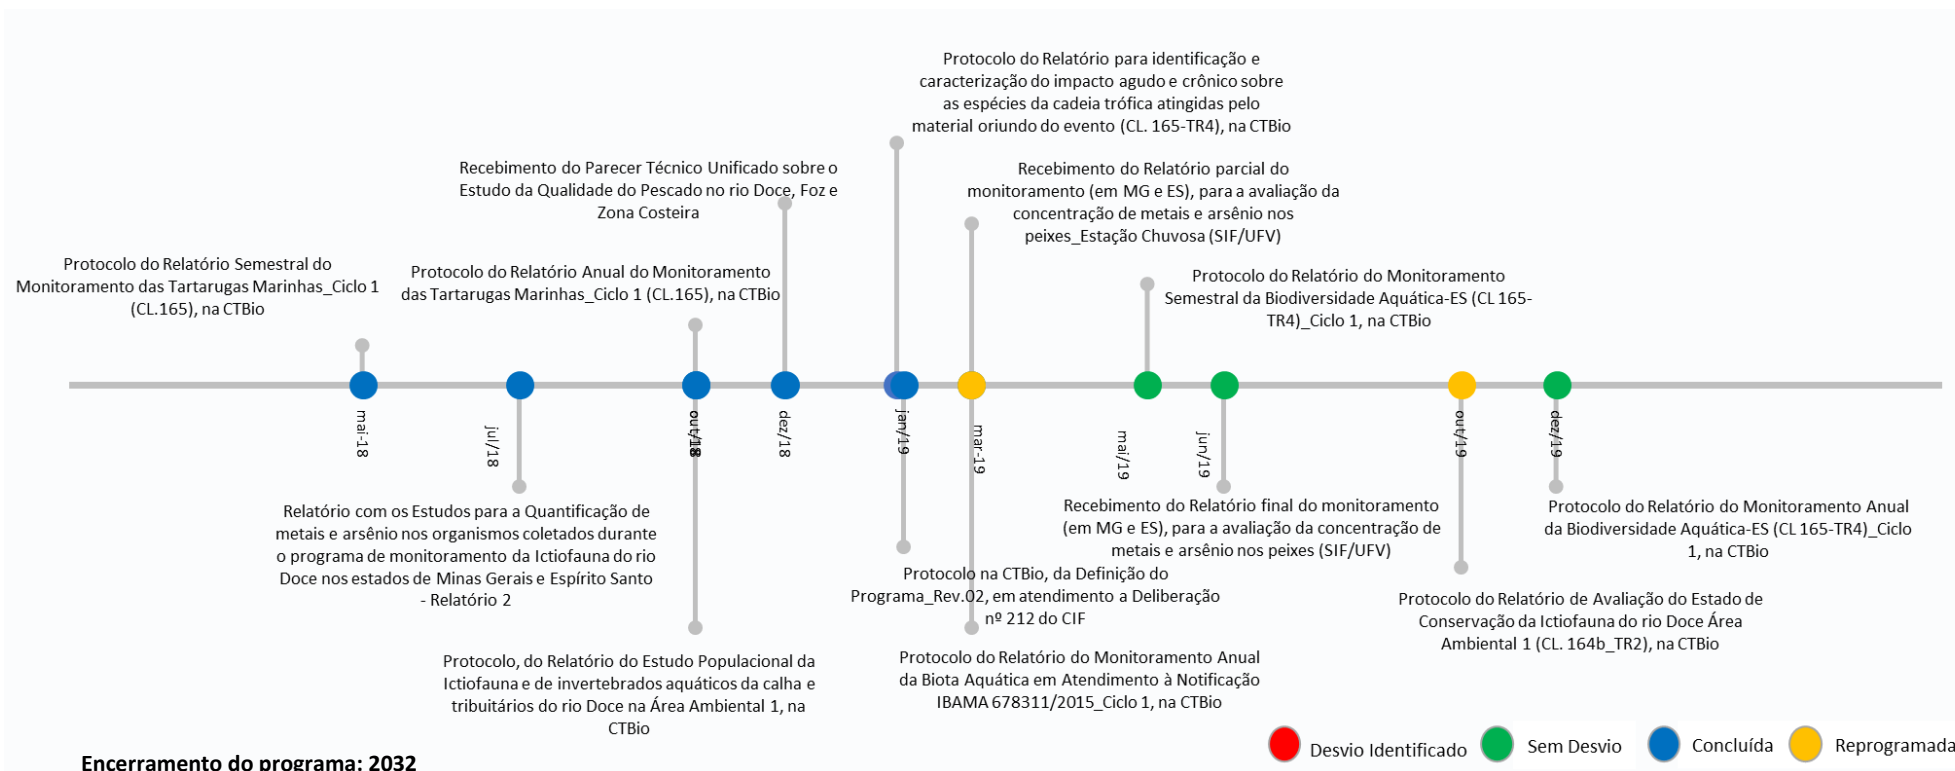 Protocolo do Relatório para identificação e
caracterização do impacto agudo e crônico sobre
as espécies da cadeia trófica atingidas pelo
material oriundo do evento (CL. 165-TR4), na CTBio
Recebimento do Parecer Técnico Unificado sobre o
Estudo da Qualidade do Pescado no rio Doce, Foz e
Zona Costeira
Recebimento do Relatório parcial do
monitoramento (em MG e ES), para a avaliação da
concentração de metais e arsênio nos
peixes_Estação Chuvosa (SIF/UFV)
Protocolo do Relatório Semestral do
Monitoramento das Tartarugas Marinhas_Ciclo 1
(CL.165), na CTBio
Protocolo do Relatório Anual do Monitoramento
das Tartarugas Marinhas_Ciclo 1 (CL.165), na CTBio
Protocolo do Relatório do Monitoramento
Semestral da Biodiversidade Aquática-ES (CL 165-
TR4)_Ciclo 1, na CTBio
mai-18
jul/18
out/18
dez/18
jan/19
mar-19
mai/19
jun/19
out/19
dez/19
Relatório com os Estudos para a Quantificação de
metais e arsênio nos organismos coletados durante
o programa de monitoramento da Ictiofauna do rio
Doce nos estados de Minas Gerais e Espírito Santo
- Relatório 2
Protocolo, do Relatório do Estudo Populacional da
Ictiofauna e de invertebrados aquáticos da calha e
tribuitários do rio Doce na Área Ambiental 1, na
CTBio
Protocolo na CTBio, da Definição do
Programa_Rev.02, em atendimento a Deliberação
nº 212 do CIF
Protocolo do Relatório do Monitoramento Anual
da Biota Aquática em Atendimento à Notificação
IBAMA 678311/2015_Ciclo 1, na CTBio
Recebimento do Relatório final do monitoramento
(em MG e ES), para a avaliação da concentração de
metais e arsênio nos peixes (SIF/UFV)
Protocolo do Relatório de Avaliação do Estado de
Conservação da Ictiofauna do rio Doce Área
Ambiental 1 (CL. 164b_TR2), na CTBio
Protocolo do Relatório do Monitoramento Anual
da Biodiversidade Aquática-ES (CL 165-TR4)_Ciclo
1, na CTBio
Desvio Identificado
Sem Desvio
Concluída
Reprogramada
Encerramento do programa: 2032